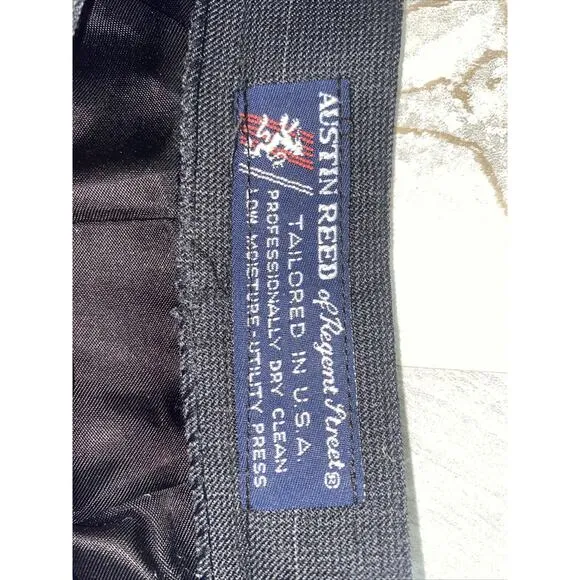 AUSTIN REED of Regent Street®
TAILORED IN U.S.A.
PROFESSIONALLY DRY CLEAN
LOW MOISTURE-UTILITY PRESS